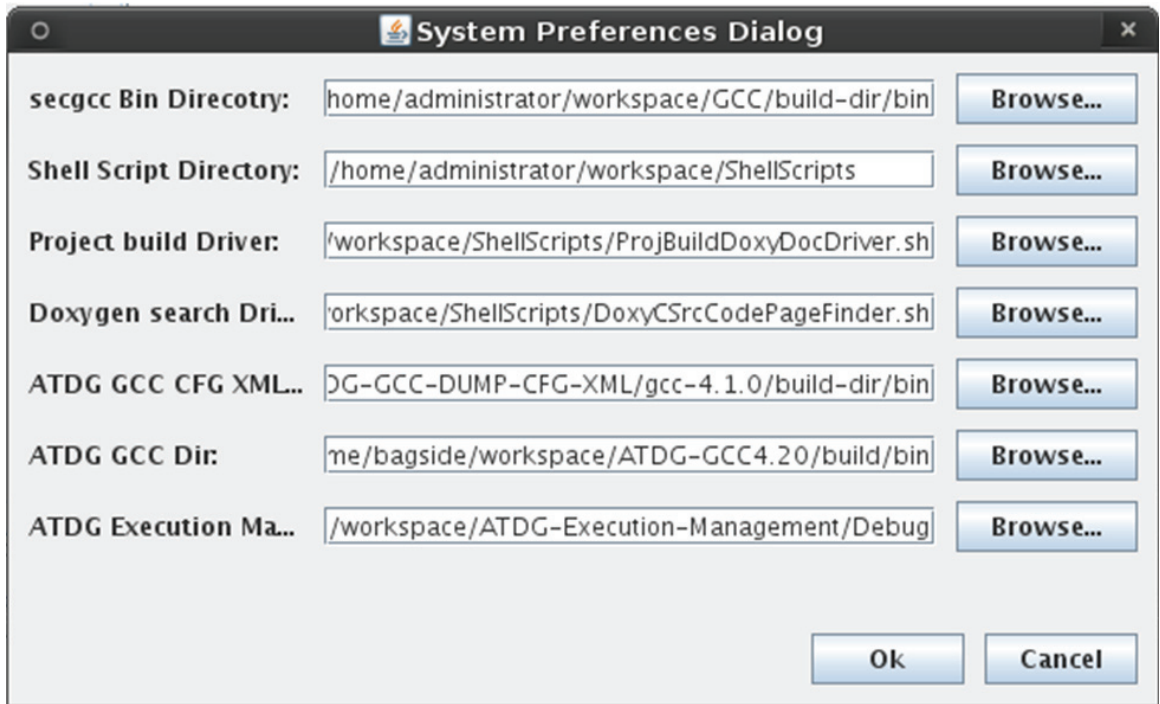 System Preferences Dialog
secgcc Bin Direcotry: home/administrator/workspace/GCC/build-dir/bin Browse...
Shell Script Directory: /home/administrator/workspace/ShellScripts Browse...
Project build Driver: /workspace/ShellScripts/ProjBuildDoxyDocDriver.sh Browse...
Doxygen search Dri... orkspace/ShellScripts/DoxyCSrcCodePageFinder.sh Browse...
ATDG GCC CFG XML... DG-GCC-DUMP-CFG-XML/gcc-4.1.0/build-dir/bin Browse...
ATDG GCC Dir: me/bagside/workspace/ATDG-GCC4.20/build/bin Browse...
ATDG Execution Ma... /workspace/ATDG-Execution-Management/Debug Browse...
Ok Cancel